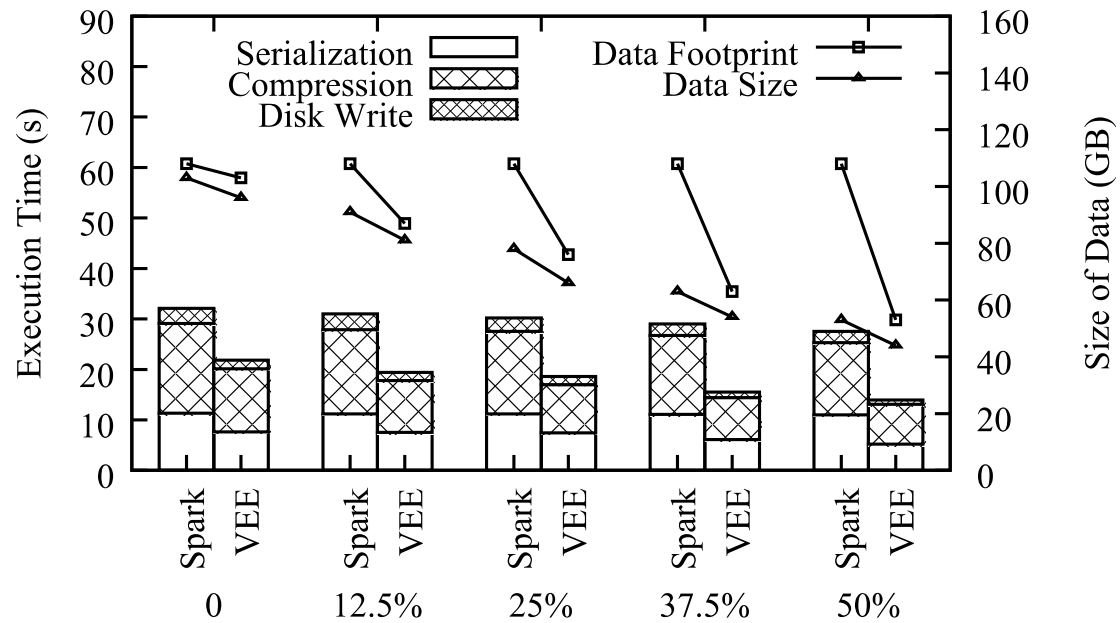 90
80
70
60
50
40
30
20
10
0
Execution Time (s)
Serialization
Compression
Disk Write
Data Footprint
Data Size
160
140
120
100
80
60
40
20
0
Size of Data (GB)
Spark VEE Spark VEE Spark VEE Spark VEE Spark VEE
0 12.5% 25% 37.5% 50%